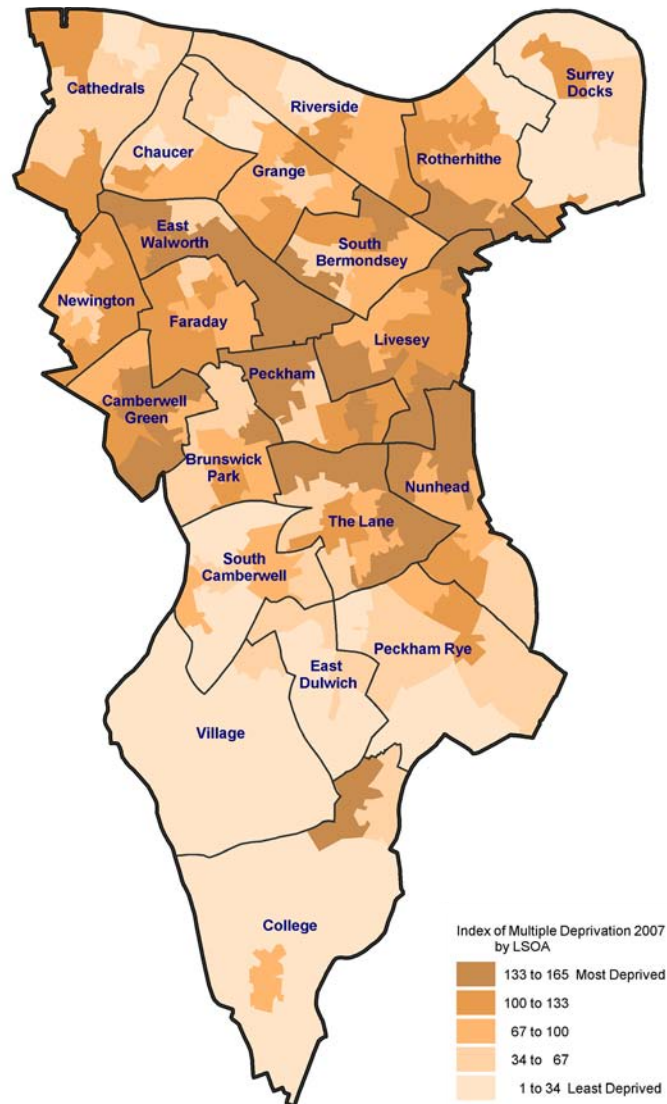 Cathedrals
Riverside
Surrey
Docks
Chaucer
Rotherhithe
Grange
East
Walworth
South
Bermondsey
Newington
Faraday
Livesey
Peckham
Camberwell
Green
Brunswick
Park
Nunhead
The Lane
South
Camberwell
Peckham Rye
East
Dulwich
Village
College
Index of Multiple Deprivation 2007
by LSOA
133 to 165 Most Deprived
100 to 133
67 to 100
34 to 67
1 to 34 Least Deprived